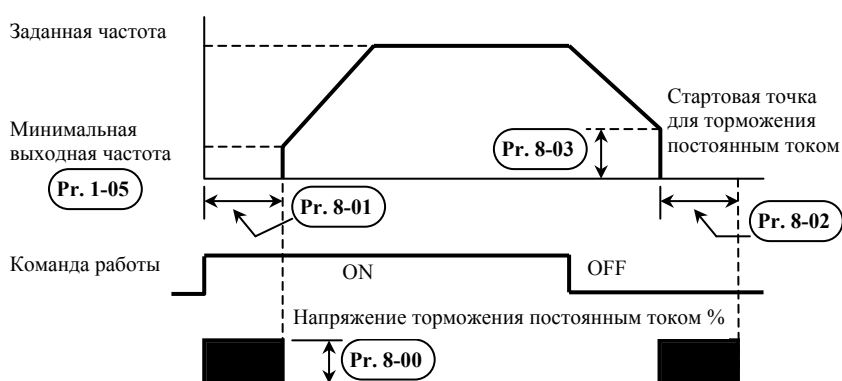 Заданная частота
Минимальная
выходная частота
Pr. 1-05
Pr. 8-01
Pr. 8-03
Стартовая точка
для торможения
постоянным током
Pr. 8-02
Команда работы
ON
OFF
Напряжение торможения постоянным током %
Pr. 8-00